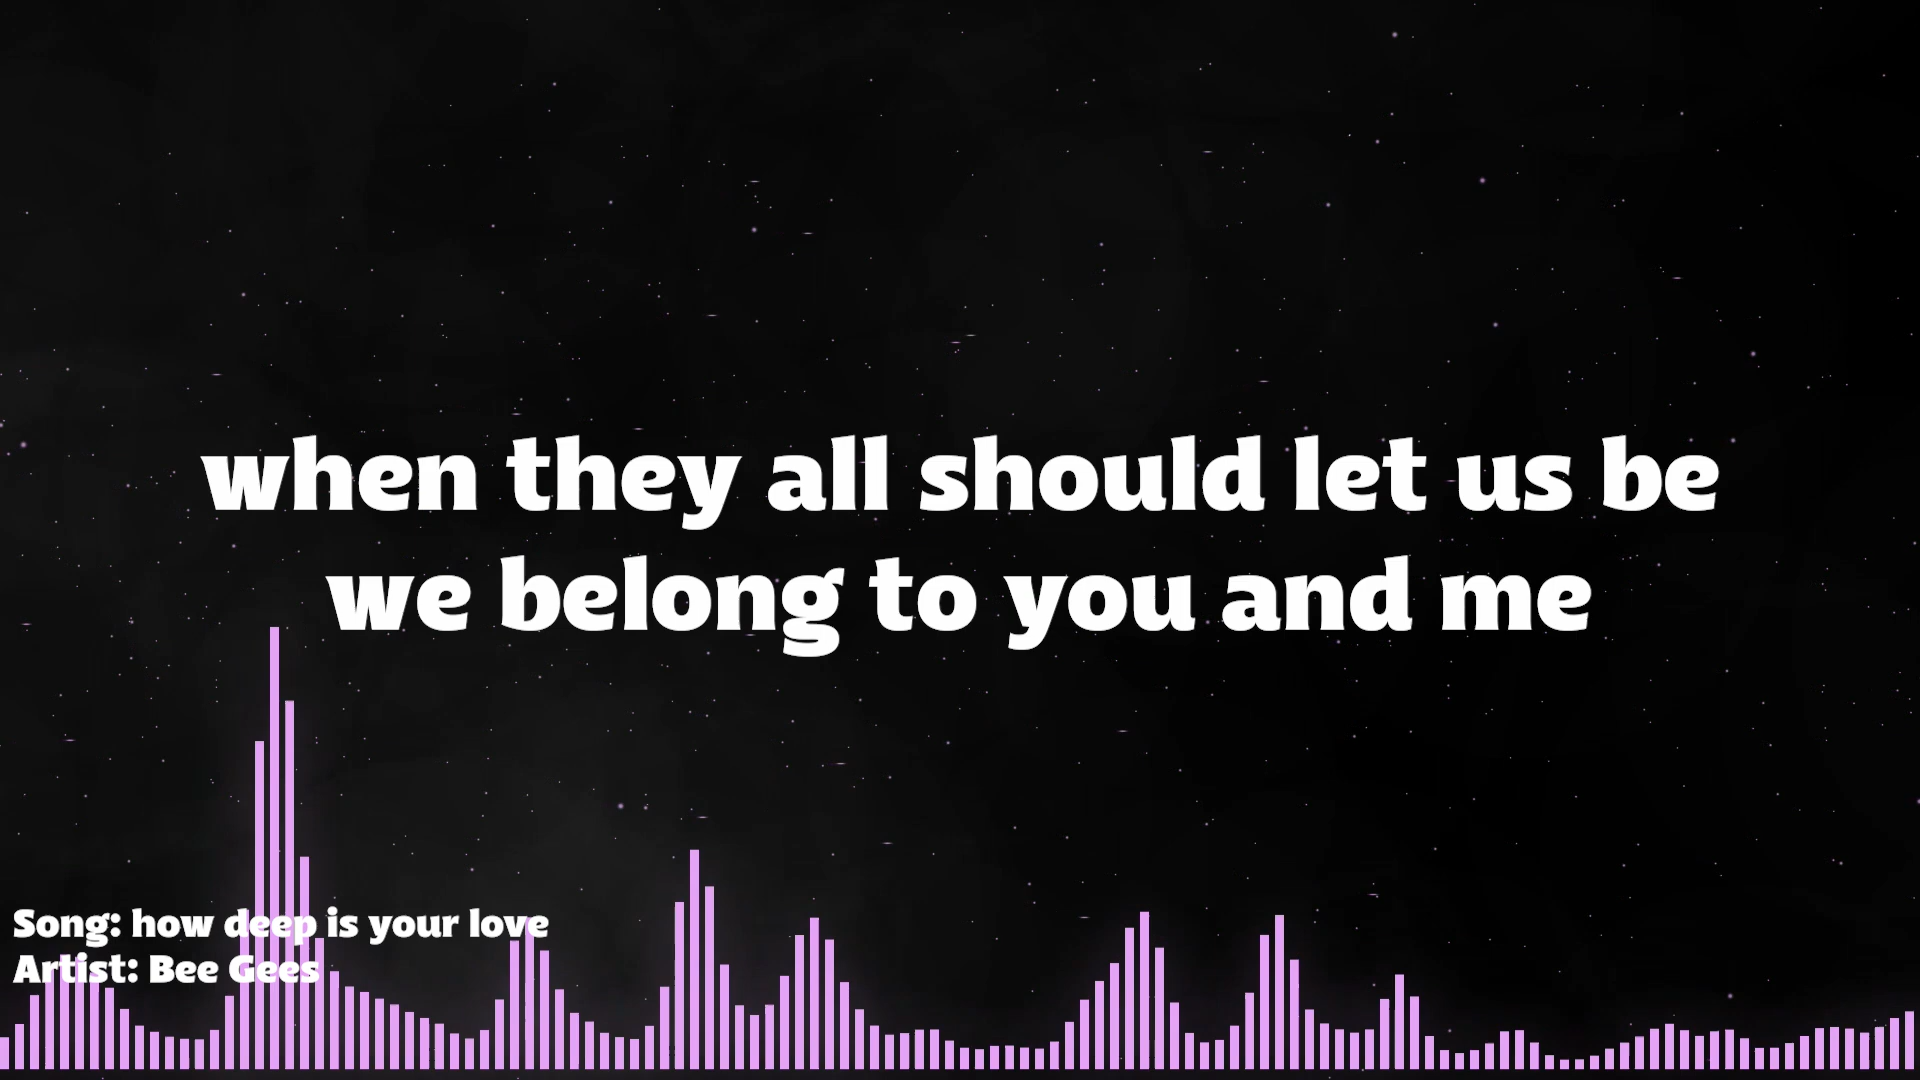 when they all should let us be
we belong to you and me
Song: how deep is your love
Artist: Bee Gees